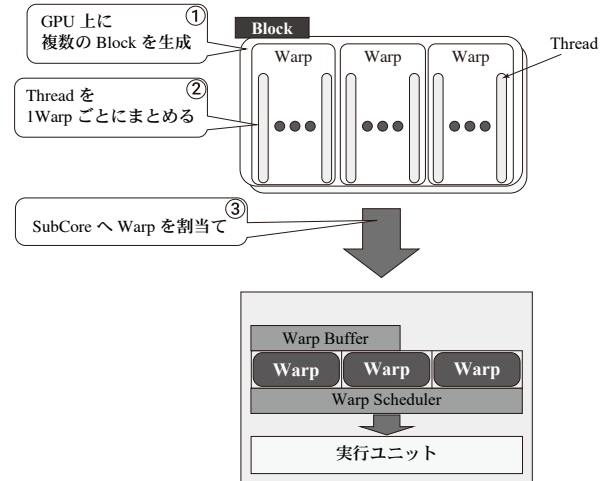 ①
GPU 上に
複数の Block を生成
Block
Warp
Warp
Warp
Thread
②
Thread を
1Warp ごとにまとめる
③
SubCore へ Warp を割当て
Warp Buffer
Warp
Warp
Warp
Warp Scheduler
実行ユニット